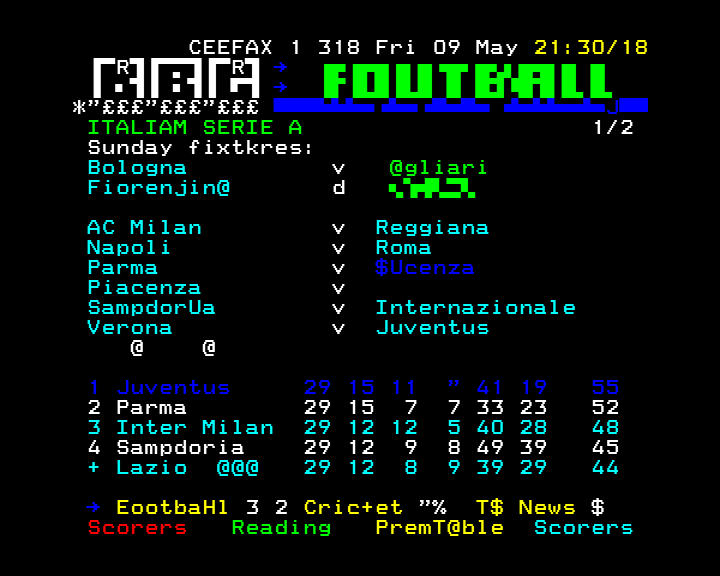 CEEFAX 1 318 Fri 09 May 21:30/18
BBC FOOTBALL
*"£££"£££"£££
ITALIAM SERIE A 1/2
Sunday fixtkres:
Bologna v @gliari
Fiorenjin@ d
AC Milan v Reggiana
Napoli v Roma
Parma v $Ucenza
Piacenza v
SampdorUa v Internazionale
Verona v Juventus
@ @
1 Juventus 29 15 11 " 41 19 55
2 Parma 29 15 7 7 33 23 52
3 Inter Milan 29 12 12 5 40 28 48
4 Sampdoria 29 12 9 8 49 39 45
+ Lazio @@@ 29 12 8 9 39 29 44
→ EootbaHl 3 2 Cric+et "% T$ News $
Scorers Reading PremT@ble Scorers